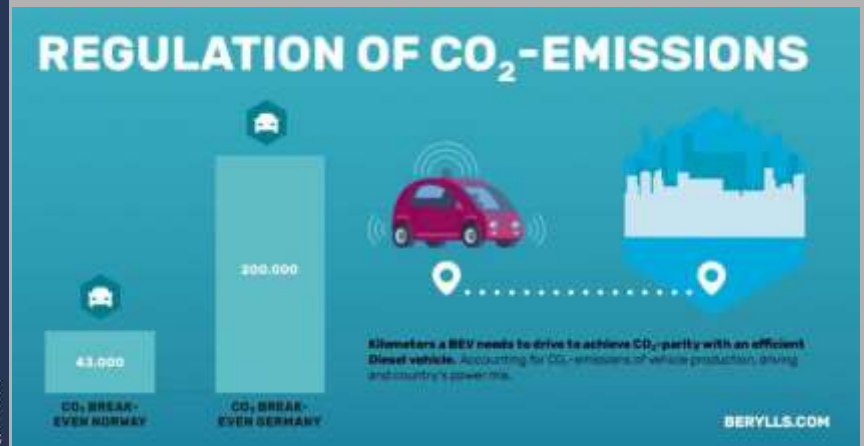 REGULATION OF CO₂-EMISSIONS
200.000
43.000
CO₂ BREAK-
EVEN NORWAY
CO₂ BREAK-
EVEN GERMANY
Kilometers a BEV needs to drive to achieve CO₂-parity with an efficient
Diesel vehicle. Accounting for CO₂-emissions of vehicle production, driving
and country's power mix.
BERYLLS.COM